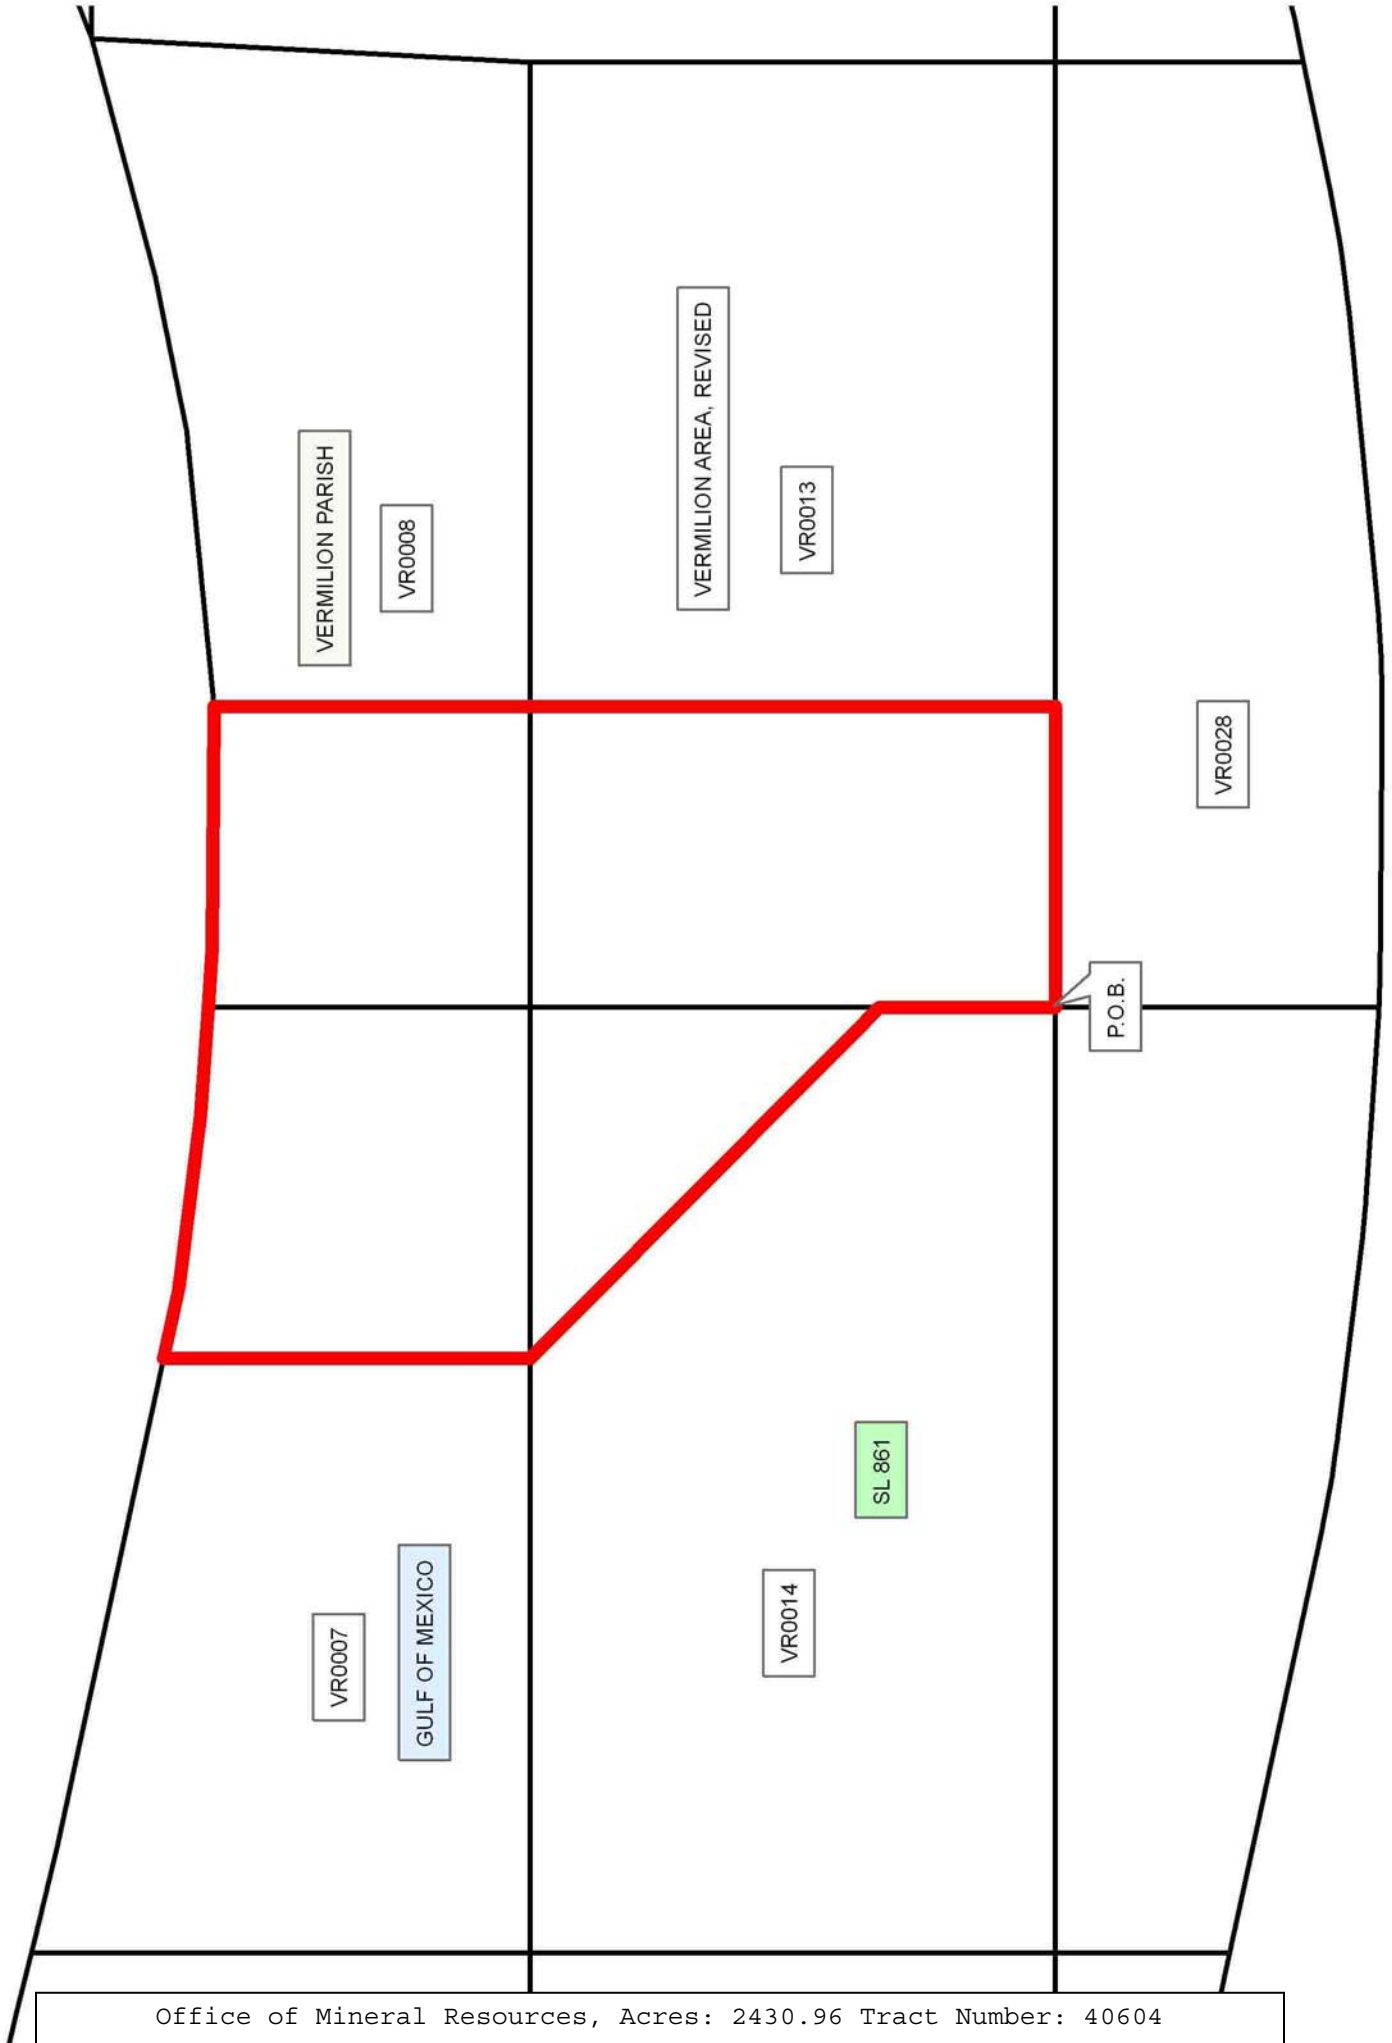 VERMILION PARISH
VR0008
VERMILION AREA, REVISED
VR0013
VR0028
P.O.B.
VR0007
GULF OF MEXICO
VR0014
SL 861
Office of Mineral Resources, Acres: 2430.96 Tract Number: 40604